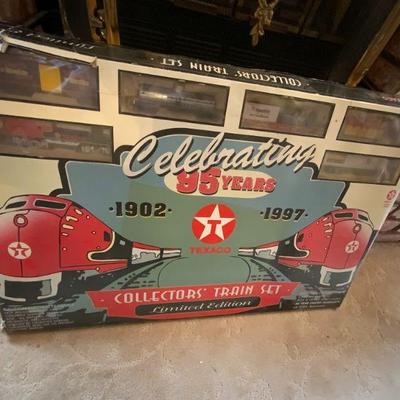 COLLECTORS' TRAIN SET
Celebrating
95 YEARS
·1902· ·1997·
TEXACO
COLLECTORS' TRAIN SET
Limited Edition